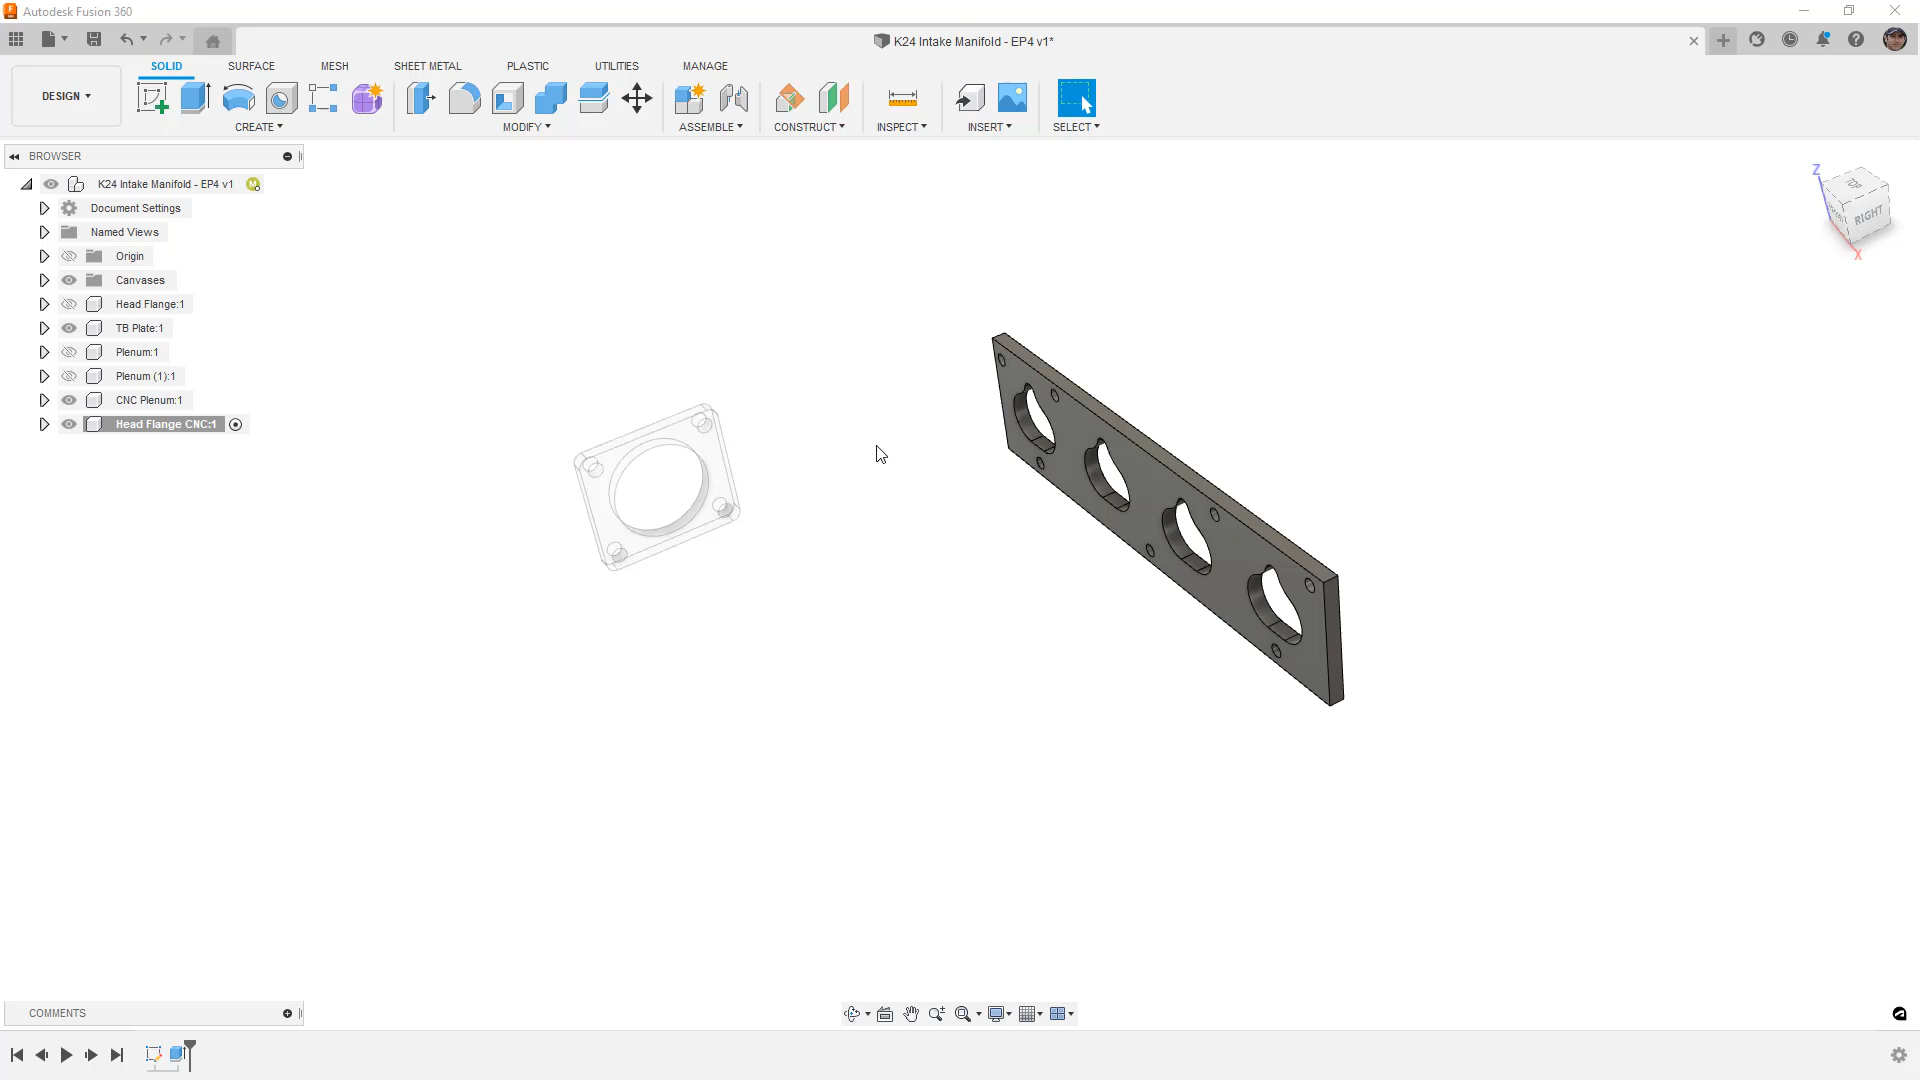 Autodesk Fusion 360
K24 Intake Manifold - EP4 v1*
SOLID
SURFACE
MESH
SHEET METAL
PLASTIC
UTILITIES
MANAGE
DESIGN
CREATE
MODIFY
ASSEMBLE
CONSTRUCT
INSPECT
INSERT
SELECT
BROWSER
K24 Intake Manifold - EP4 v1
Document Settings
Named Views
Origin
Canvases
Head Flange:1
TB Plate:1
Plenum:1
Plenum (1):1
CNC Plenum:1
Head Flange CNC:1
Z
TOP
RIGHT
X
COMMENTS